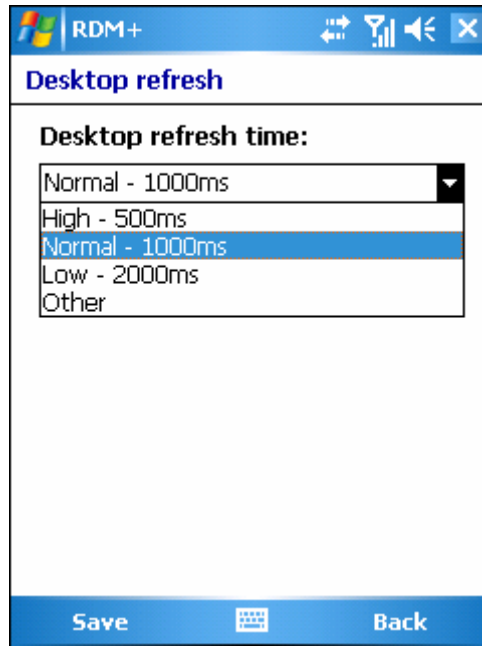 RDM+
Desktop refresh
Desktop refresh time:
Normal - 1000ms
High - 500ms
Normal - 1000ms
Low - 2000ms
Other
Save Back